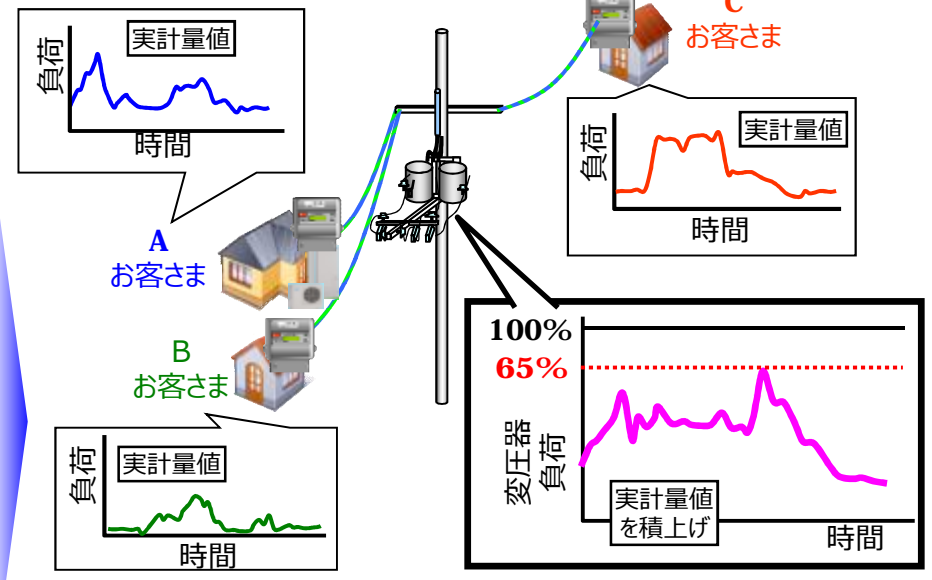 C
お客さま
実計量値
負荷
時間
実計量値
負荷
時間
A
お客さま
B
お客さま
実計量値
負荷
時間
100%
65%
変圧器
負荷
実計量値
を積上げ
時間